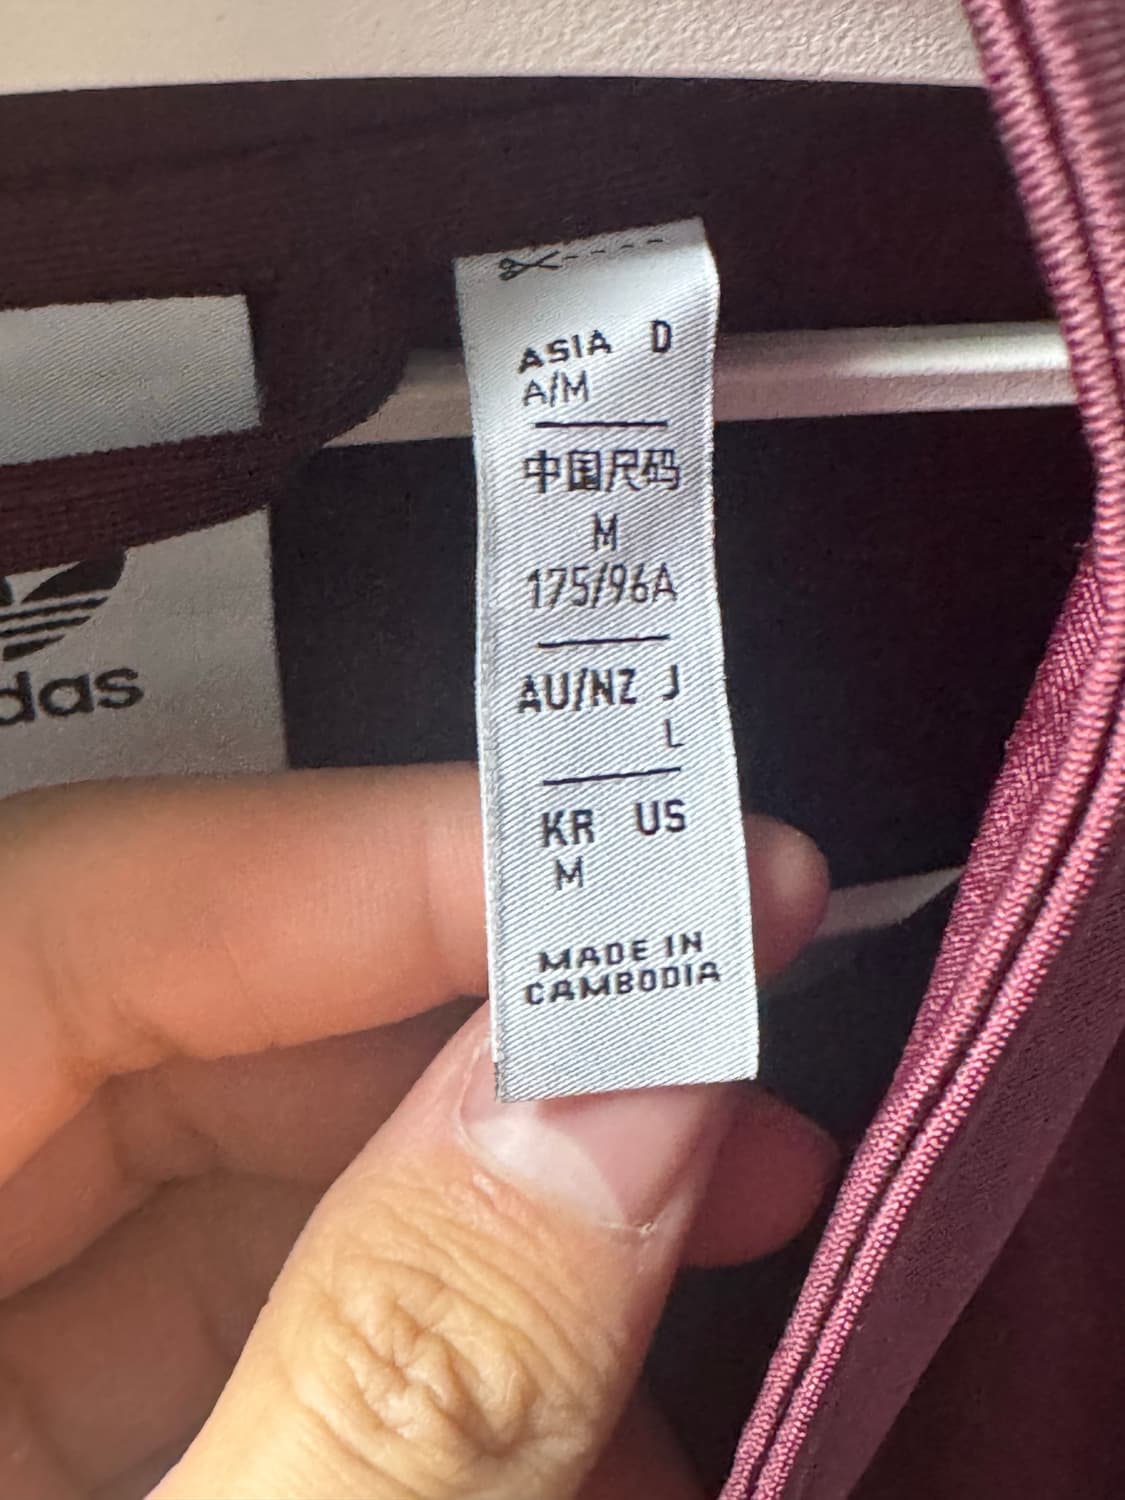 ASIA D
A/M
中国尺码
M
175/96A
AU/NZ J
L
KR US
M
MADE IN
CAMBODIA
das